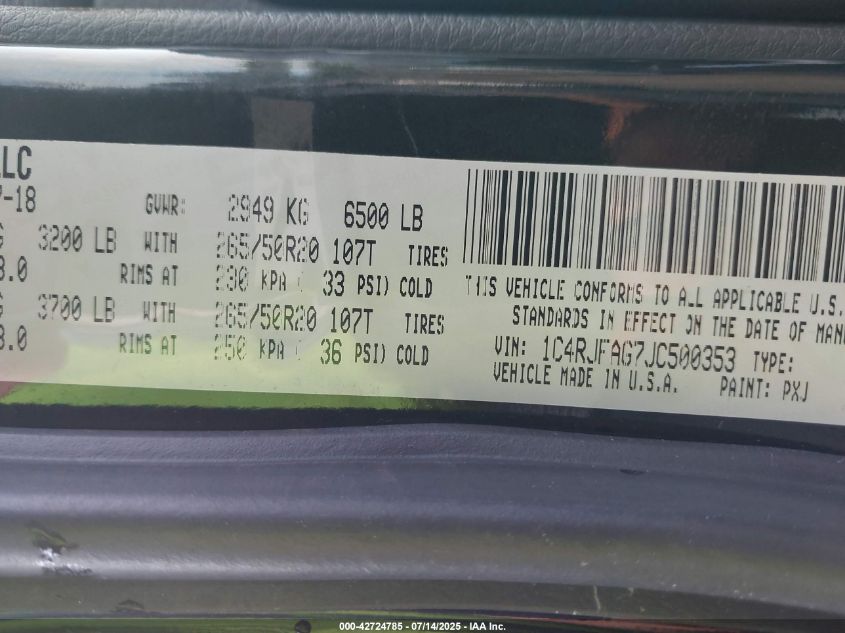 LLC
7-18 GVWR: 2949 KG 6500 LB
G 3200 LB WITH 265/50R20 107T TIRES
8.0 RIMS AT 230 KPA ( 33 PSI) COLD
G 3700 LB WITH 265/50R20 107T TIRES
8.0 RIMS AT 250 KPA ( 36 PSI) COLD
THIS VEHICLE CONFORMS TO ALL APPLICABLE U.S.
STANDARDS IN EFFECT ON THE DATE OF MAN
VIN: 1C4RJFAG7JC500353 TYPE:
VEHICLE MADE IN U.S.A. PAINT: PXJ
000-42724785 - 07/14/2025 - IAA Inc.